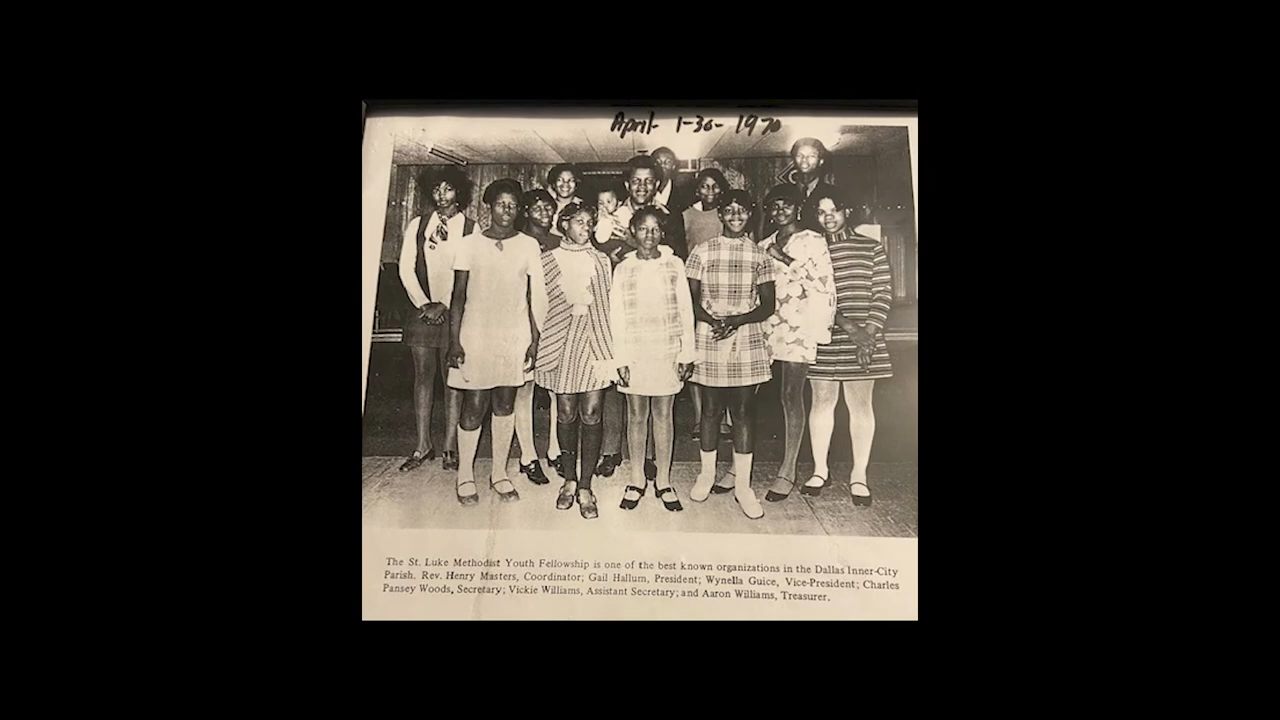 April 1-30-1970
The St. Luke Methodist Youth Fellowship is one of the best known organizations in the Dallas Inner-City
Parish. Rev. Henry Masters, Coordinator; Gail Hallum, President; Wynella Guice, Vice-President; Charles
Pansey Woods, Secretary; Vickie Williams, Assistant Secretary; and Aaron Williams, Treasurer.